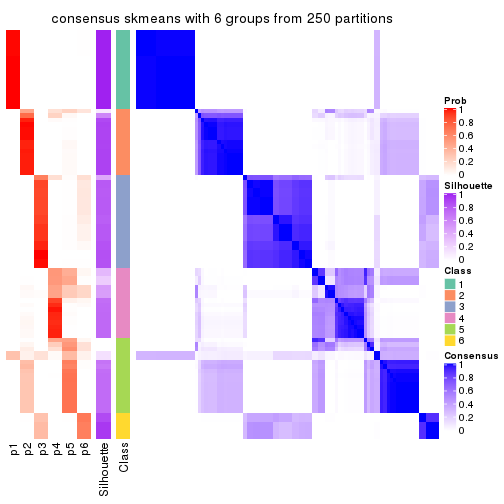 consensus skmeans with 6 groups from 250 partitions
Prob
1
0.8
0.6
0.4
0.2
0
Silhouette
1
0.8
0.6
0.4
0.2
0
Class
1
2
3
4
5
6
Consensus
1
0.8
0.6
0.4
0.2
0
p1
p2
p3
p4
p5
p6
Silhouette
Class